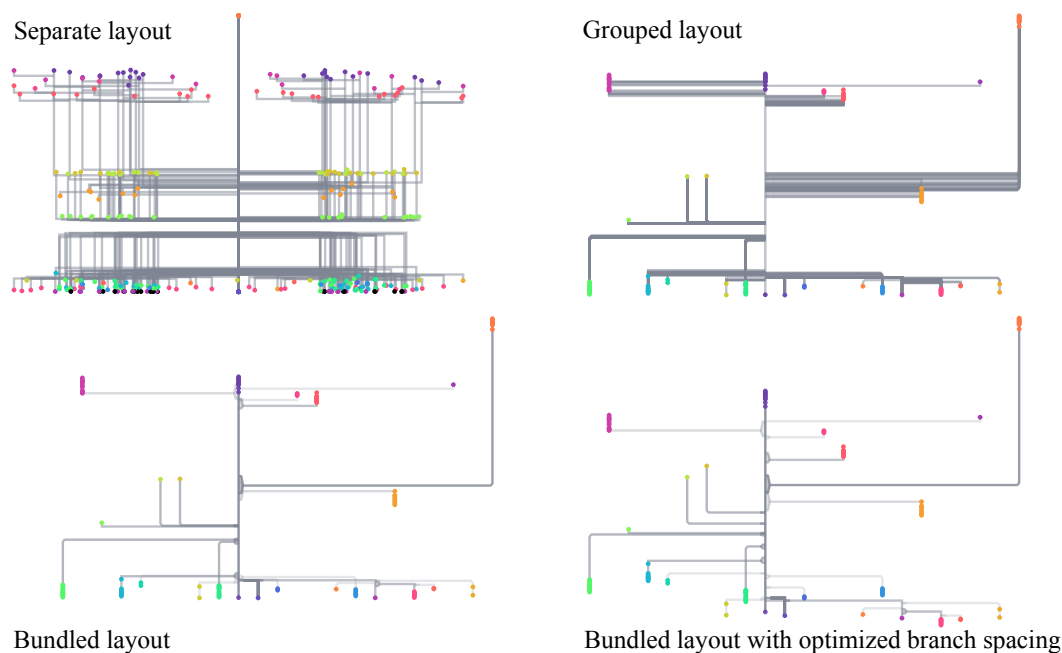 Separate layout
Grouped layout
Bundled layout
Bundled layout with optimized branch spacing